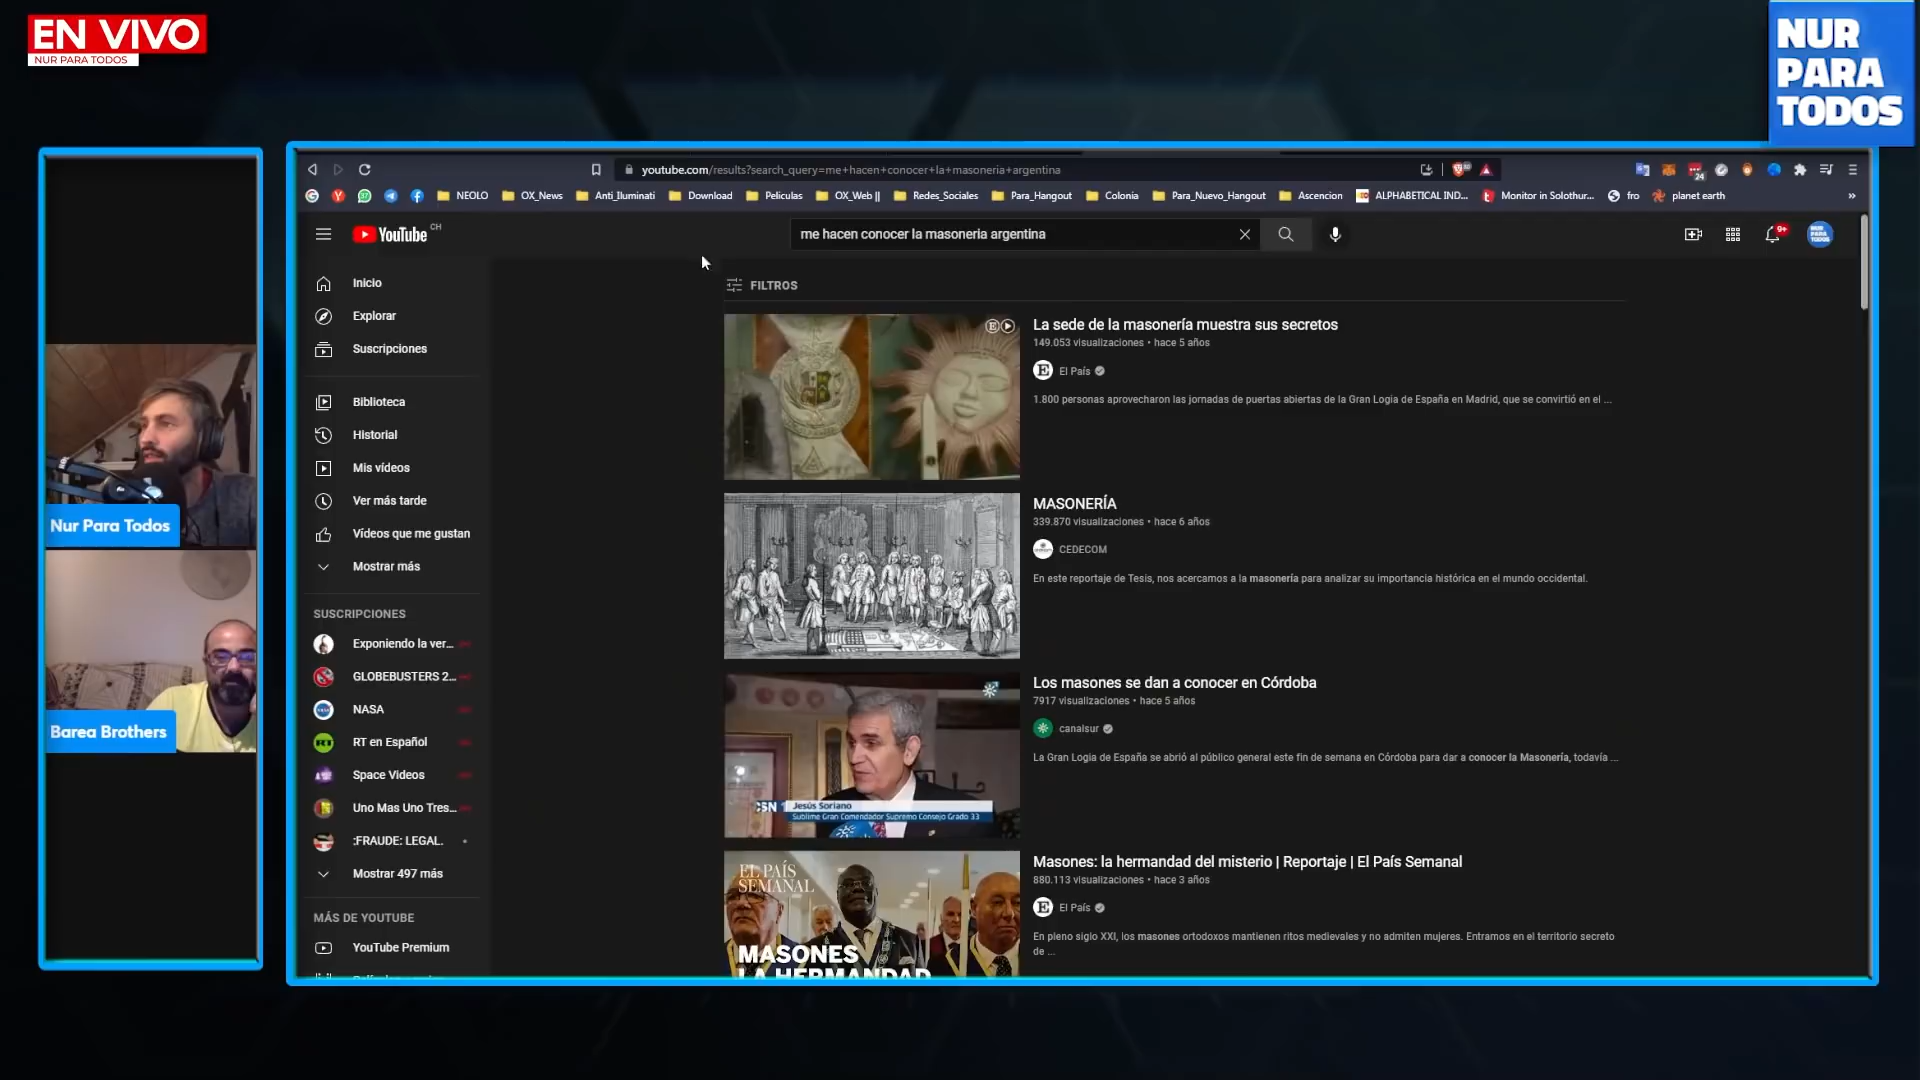 EN VIVO
NUR PARA TODOS
NUR
PARA
TODOS
youtube.com/results?search_query=me+hacen+conocer+la+masoneria+argentina
NEOLO
OX_News
Anti_Iluminati
Download
Peliculas
OX_Web ||
Redes_Sociales
Para_Hangout
Colonia
Para_Nuevo_Hangout
Ascencion
ALPHABETICAL IND...
Monitor in Solothur...
fro
planet earth
»
YouTube CH
me hacen conocer la masoneria argentina
9+
Inicio
Explorar
Suscripciones
Biblioteca
Historial
Mis vídeos
Ver más tarde
Vídeos que me gustan
Mostrar más
SUSCRIPCIONES
Exponiendo la ver...
GLOBEBUSTERS 2...
NASA
RT en Español
Space Videos
Uno Mas Uno Tres...
:FRAUDE: LEGAL.
Mostrar 497 más
MÁS DE YOUTUBE
YouTube Premium
FILTROS
La sede de la masonería muestra sus secretos
149.053 visualizaciones • hace 5 años
El País
1.800 personas aprovecharon las jornadas de puertas abiertas de la Gran Logia de España en Madrid, que se convirtió en el ...
MASONERÍA
339.870 visualizaciones • hace 6 años
CEDECOM
En este reportaje de Tesis, nos acercamos a la masonería para analizar su importancia histórica en el mundo occidental.
Los masones se dan a conocer en Córdoba
7917 visualizaciones • hace 5 años
canalsur
La Gran Logia de España se abrió al público general este fin de semana en Córdoba para dar a conocer la Masonería, todavía ...
Jesús Soriano
Sublime Gran Comendador Supremo Consejo Grado 33
Masones: la hermandad del misterio | Reportaje | El País Semanal
880.113 visualizaciones • hace 3 años
El País
En pleno siglo XXI, los masones ortodoxos mantienen ritos medievales y no admiten mujeres. Entramos en el territorio secreto
de ...
EL PAÍS
SEMANAL
MASONES
LA HERMANDAD
Nur Para Todos
Barea Brothers